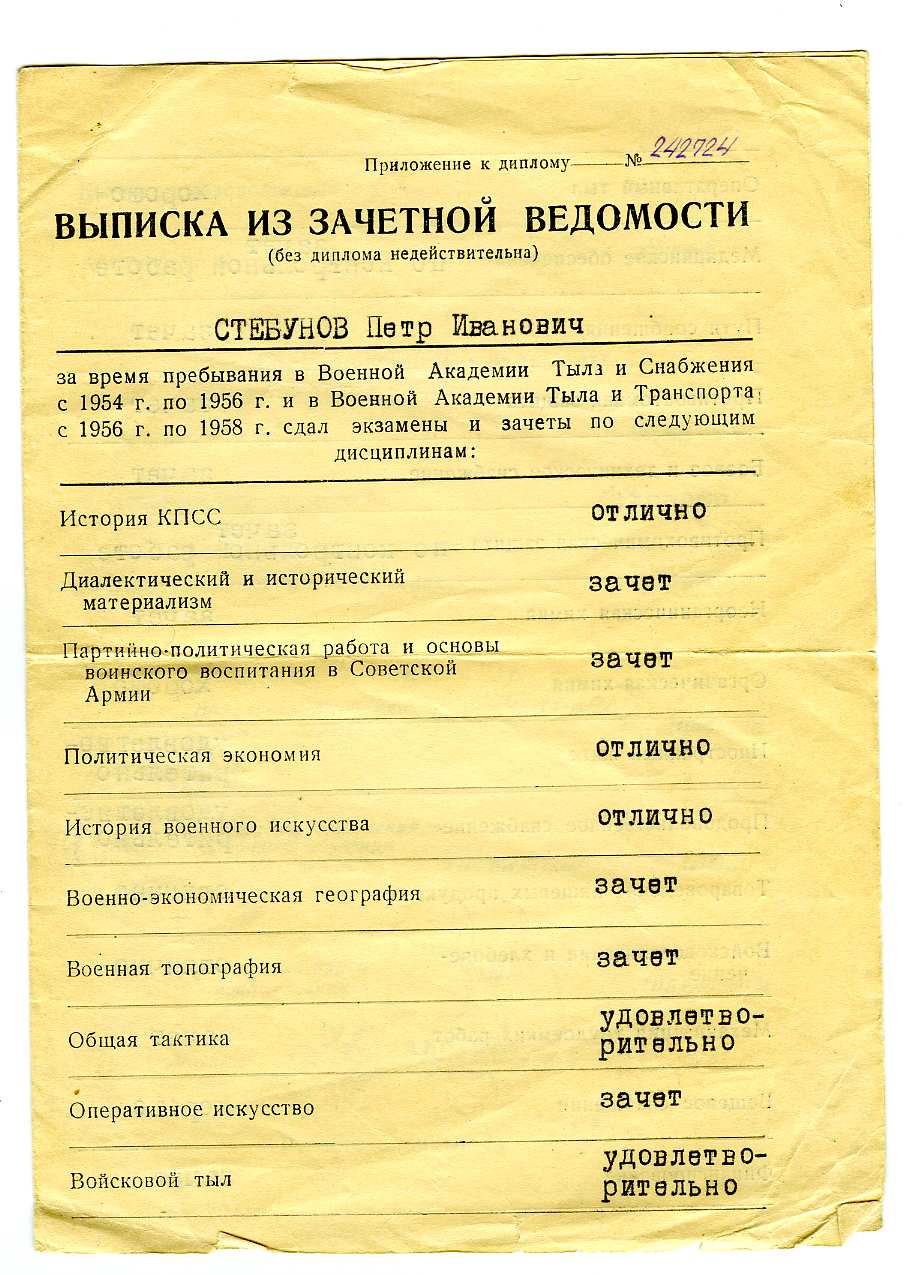 Приложение к диплому № 242724
ВЫПИСКА ИЗ ЗАЧЕТНОЙ ВЕДОМОСТИ
(без диплома недействительна)
СТЕБУНОВ Петр Иванович
за время пребывания в Военной Академии Тыла и Снабжения
с 1954 г. по 1956 г. и в Военной Академии Тыла и Транспорта
с 1956 г. по 1958 г. сдал экзамены и зачеты по следующим
дисциплинам:
История КПСС отлично
Диалектический и исторический зачет
материализм
Партийно-политическая работа и основы зачет
воинского воспитания в Советской
Армии
Политическая экономия отлично
История военного искусства отлично
Военно-экономическая география зачет
Военная топография зачет
Общая тактика удовлетво-
рительно
Оперативное искусство зачет
Войсковой тыл удовлетво-
рительно